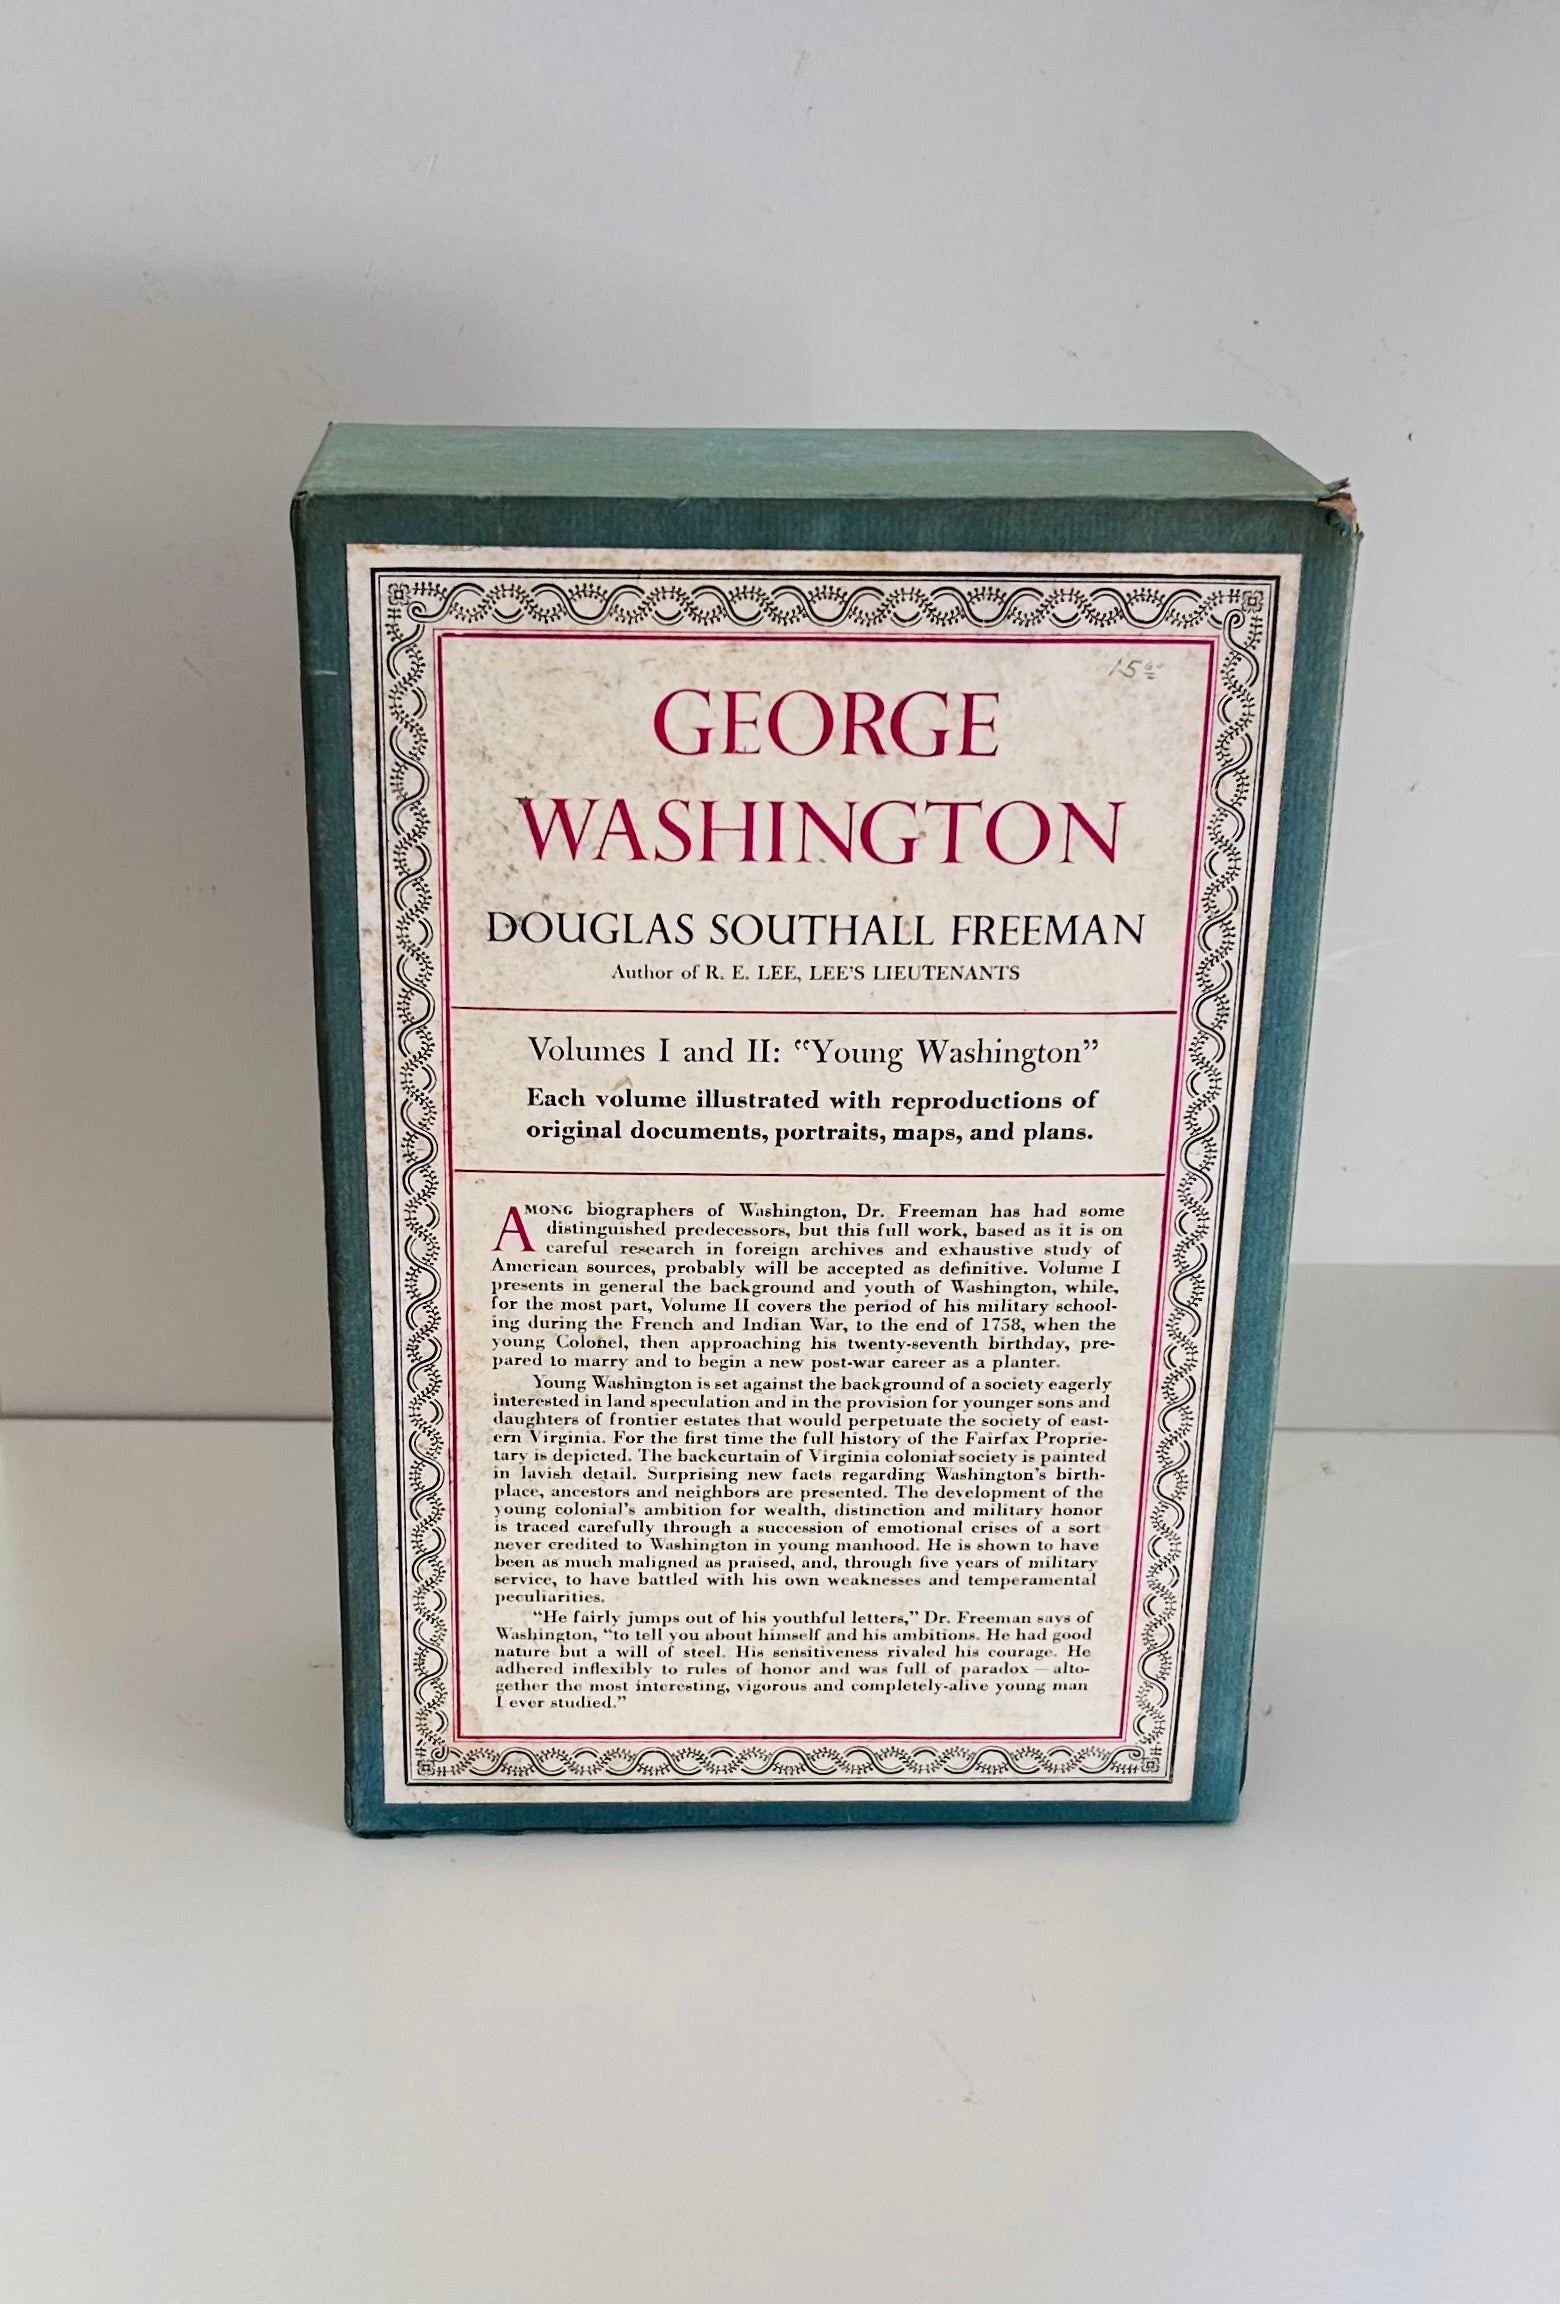 15⁰⁰
GEORGE
WASHINGTON
DOUGLAS SOUTHALL FREEMAN
Author of R. E. LEE, LEE'S LIEUTENANTS
Volumes I and II: "Young Washington"
Each volume illustrated with reproductions of
original documents, portraits, maps, and plans.
AMONG biographers of Washington, Dr. Freeman has had some
distinguished predecessors, but this full work, based as it is on
careful research in foreign archives and exhaustive study of
American sources, probably will be accepted as definitive. Volume I
presents in general the background and youth of Washington, while,
for the most part, Volume II covers the period of his military school-
ing during the French and Indian War, to the end of 1758, when the
young Colonel, then approaching his twenty-seventh birthday, pre-
pared to marry and to begin a new post-war career as a planter.
Young Washington is set against the background of a society eagerly
interested in land speculation and in the provision for younger sons and
daughters of frontier estates that would perpetuate the society of east-
ern Virginia. For the first time the full history of the Fairfax Proprie-
tary is depicted. The backcurtain of Virginia colonial society is painted
in lavish detail. Surprising new facts regarding Washington's birth-
place, ancestors and neighbors are presented. The development of the
young colonial's ambition for wealth, distinction and military honor
is traced carefully through a succession of emotional crises of a sort
never credited to Washington in young manhood. He is shown to have
been as much maligned as praised, and, through five years of military
service, to have battled with his own weaknesses and temperamental
peculiarities.
"He fairly jumps out of his youthful letters," Dr. Freeman says of
Washington, "to tell you about himself and his ambitions. He had good
nature but a will of steel. His sensitiveness rivaled his courage. He
adhered inflexibly to rules of honor and was full of paradox — alto-
gether the most interesting, vigorous and completely-alive young man
I ever studied."